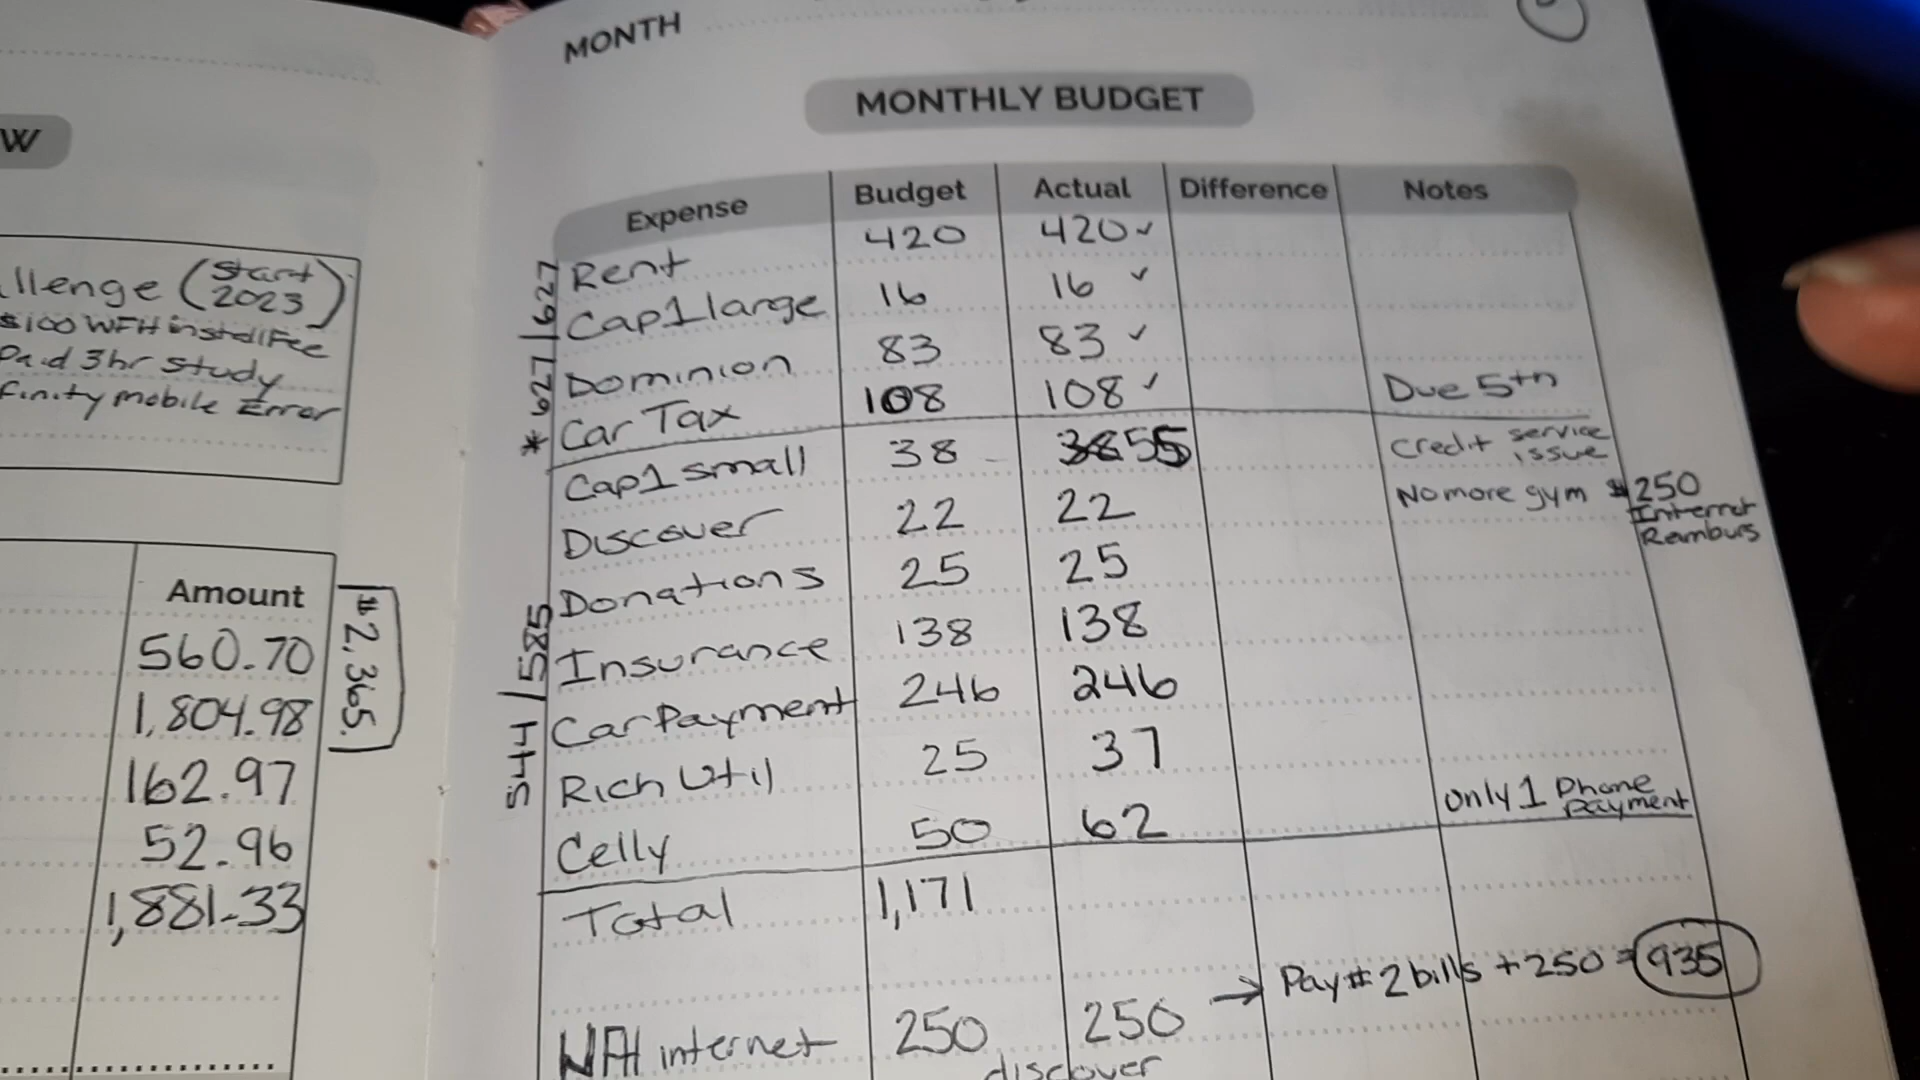 MONTH
W
MONTHLY BUDGET
llenge (Start 2023)
$100 WFH install Fee
Paid 3hr Study
finity mobile Error
Amount
560.70
1,804.98
162.97
52.96
1,881.33
$2,365.
Expense Budget Actual Difference Notes
* 627 / 627
544 / 585
Rent 420 420 ✓
Cap1 large 16 16 ✓
Dominion 83 83 ✓
Car Tax 108 108 ✓ Due 5th
Cap1 small 38 38 55 Credit service issue
Discover 22 22 No more gym $250 Internet Remburs
Donations 25 25
Insurance 138 138
Car Payment 246 246
Rich Util 25 37
Celly 50 62 only 1 Phone Payment
Total 1,171
→ Pay # 2 bills + 250 = 935
WFH internet 250 250
discover